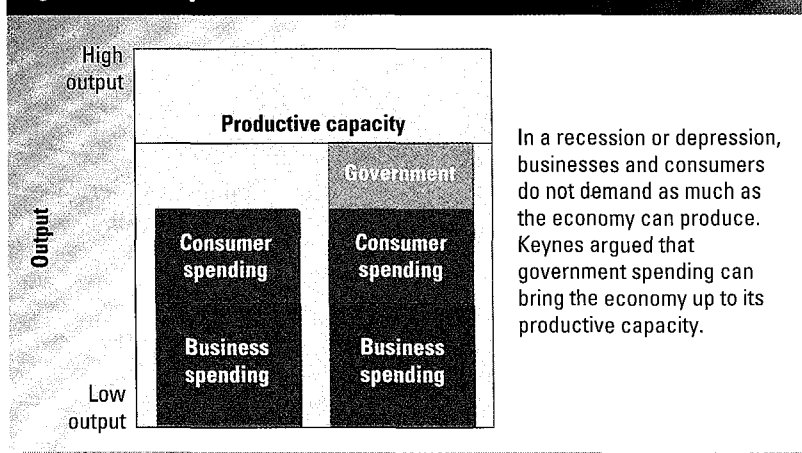 High
output
Productive capacity
Government
Output
Consumer
spending
Consumer
spending
Business
spending
Business
spending
Low
output
In a recession or depression,
businesses and consumers
do not demand as much as
the economy can produce.
Keynes argued that
government spending can
bring the economy up to its
productive capacity.